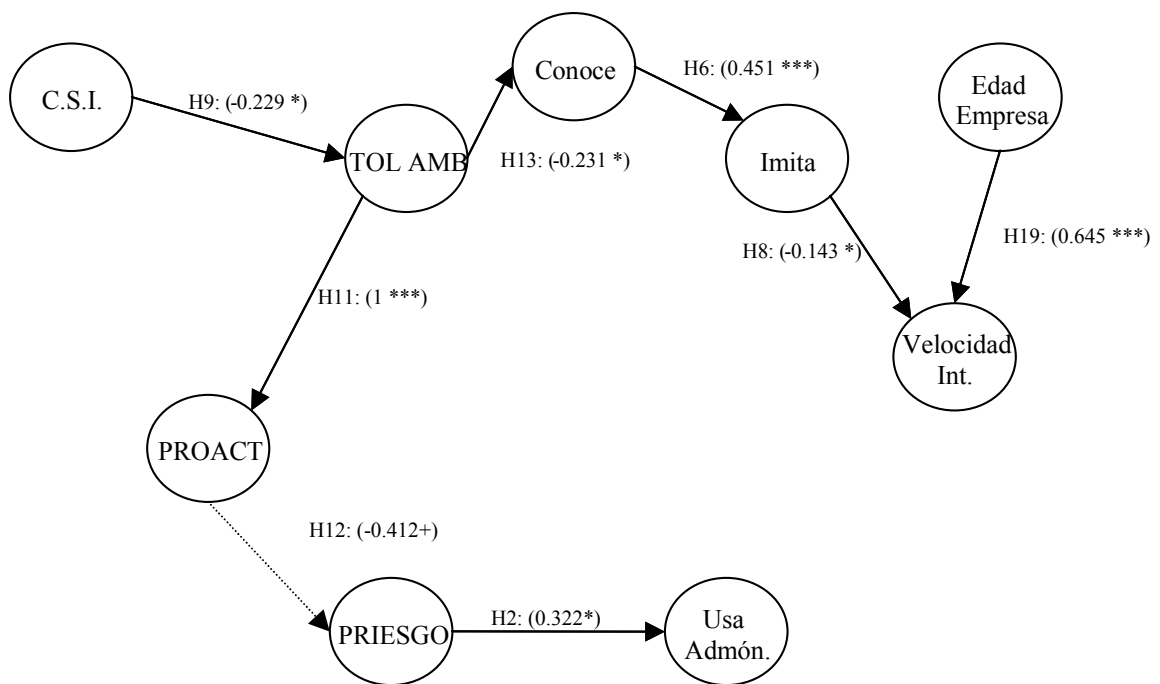 C.S.I.
H9: (-0.229 *)
TOL AMB
H13: (-0.231 *)
Conoce
H6: (0.451 ***)
Imita
Edad
Empresa
H8: (-0.143 *)
H19: (0.645 ***)
Velocidad
Int.
H11: (1 ***)
PROACT
H12: (-0.412+)
PRIESGO
H2: (0.322*)
Usa
Admón.